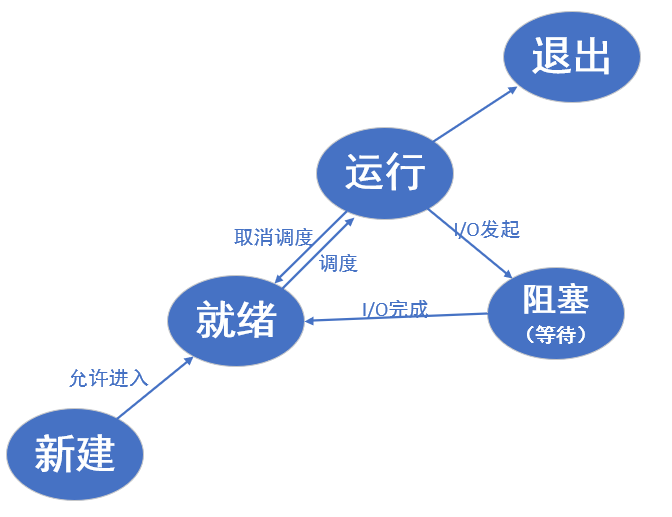 退出
运行
取消调度
I/O发起
调度
阻塞
（等待）
就绪
I/O完成
允许进入
新建